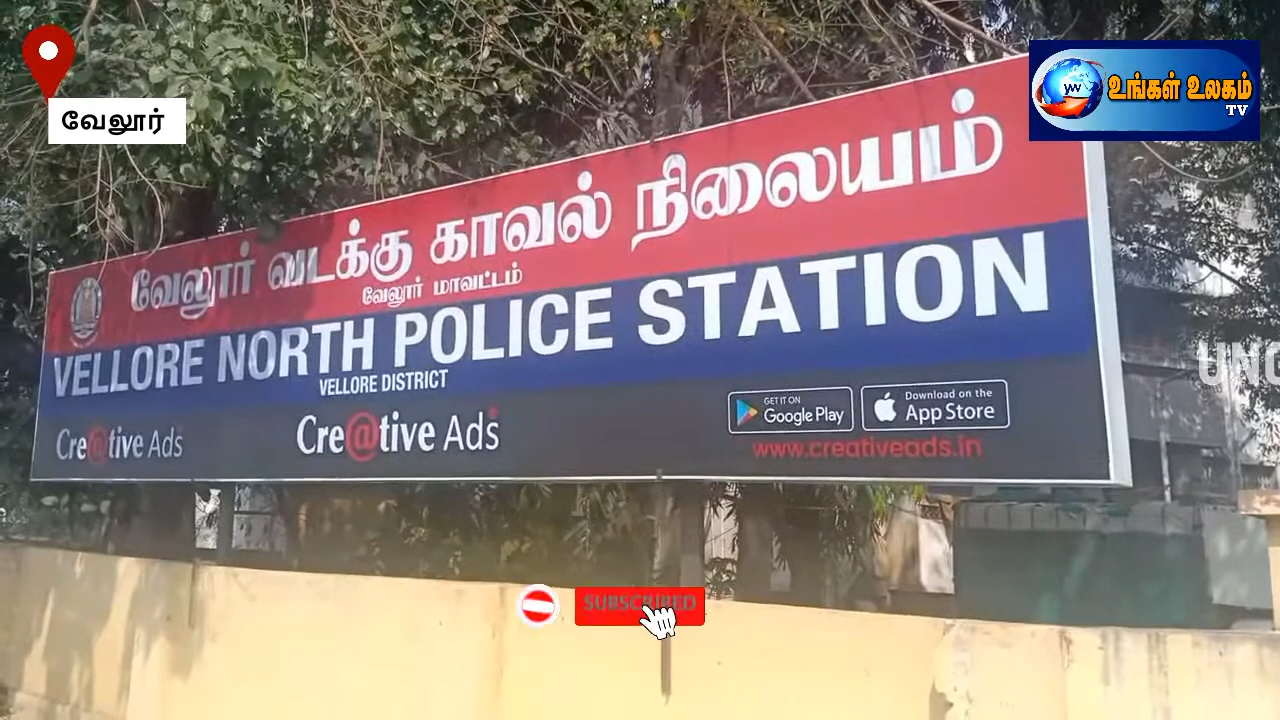 வேலூர்
yw உங்கள் உலகம்
TV
வேலூர் வடக்கு காவல் நிலையம்
வேலூர் மாவட்டம்
VELLORE NORTH POLICE STATION
VELLORE DISTRICT
Cre@tive Ads
Cre@tive Ads
GET IT ON
Google Play
Download on the
App Store
www.creativeads.in
SUBSCRIBED